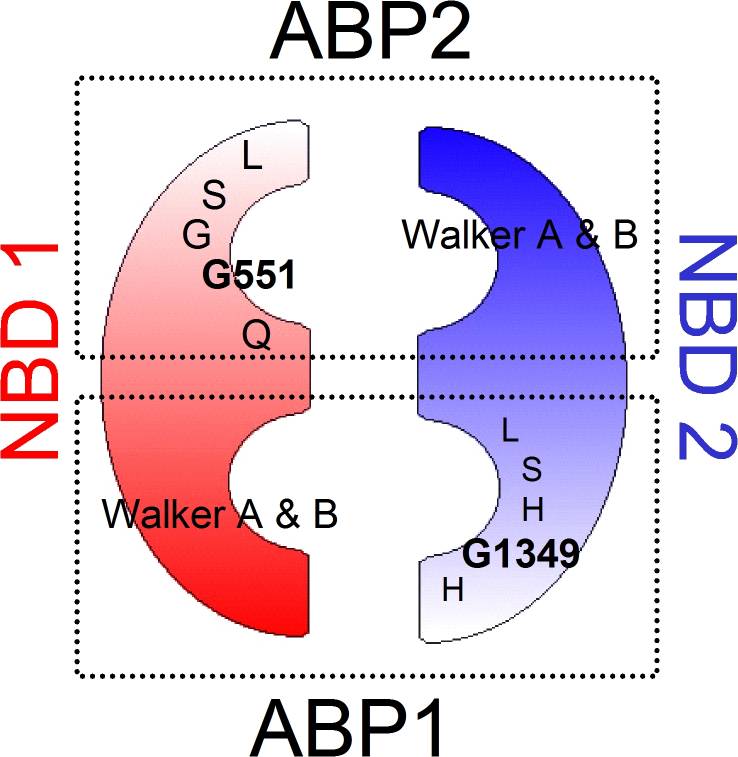 ABP2
NBD 1
L
S
G
G551
Q
Walker A & B
Walker A & B
L
S
H
G1349
H
NBD 2
ABP1